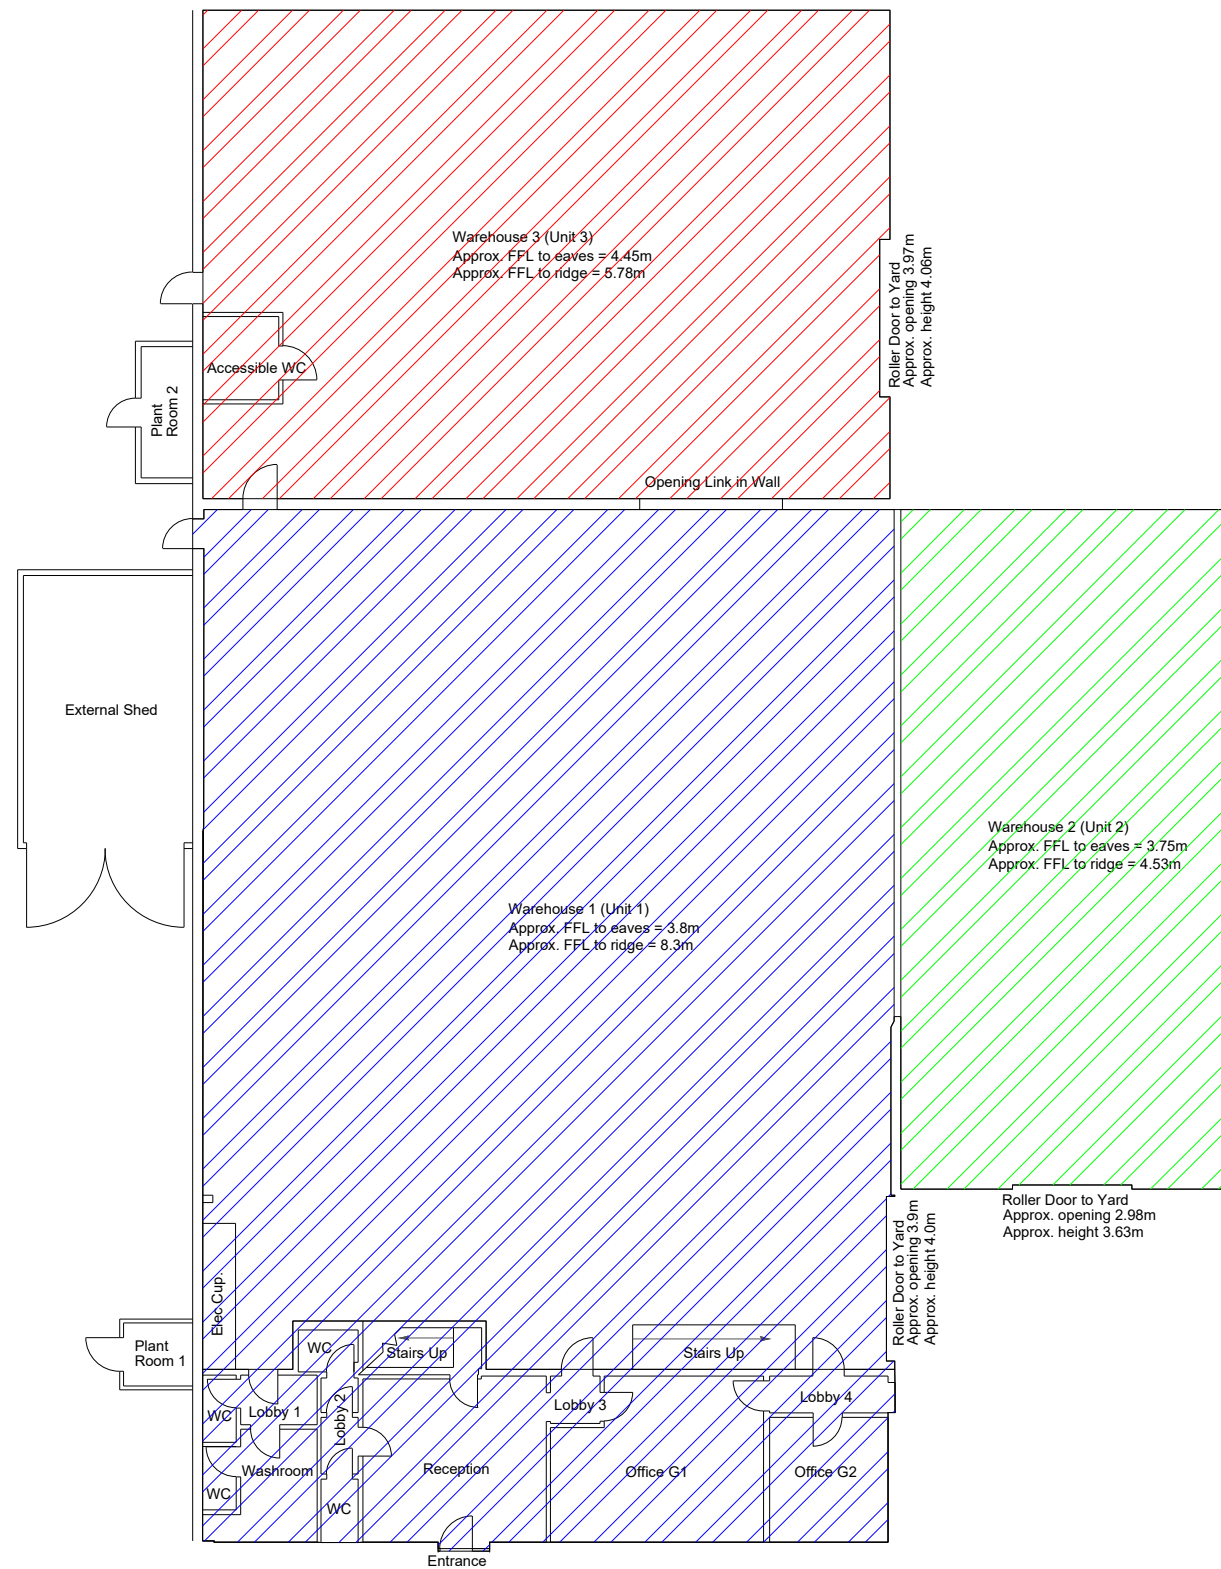 Warehouse 3 (Unit 3)
Approx. FFL to eaves = 4.45m
Approx. FFL to ridge = 5.78m
Roller Door to Yard
Approx. opening 3.97m
Approx. height 4.06m
Accessible WC
Plant
Room 2
Opening Link in Wall
External Shed
Warehouse 2 (Unit 2)
Approx. FFL to eaves = 3.75m
Approx. FFL to ridge = 4.53m
Warehouse 1 (Unit 1)
Approx. FFL to eaves = 3.8m
Approx. FFL to ridge = 8.3m
Roller Door to Yard
Approx. opening 2.98m
Approx. height 3.63m
Roller Door to Yard
Approx. opening 3.9m
Approx. height 4.0m
Elec Cup.
Plant
Room 1
WC
Stairs Up
Stairs Up
WC
Lobby 1
Lobby 2
Lobby 3
Lobby 4
Washroom
Reception
Office G1
Office G2
WC
WC
Entrance